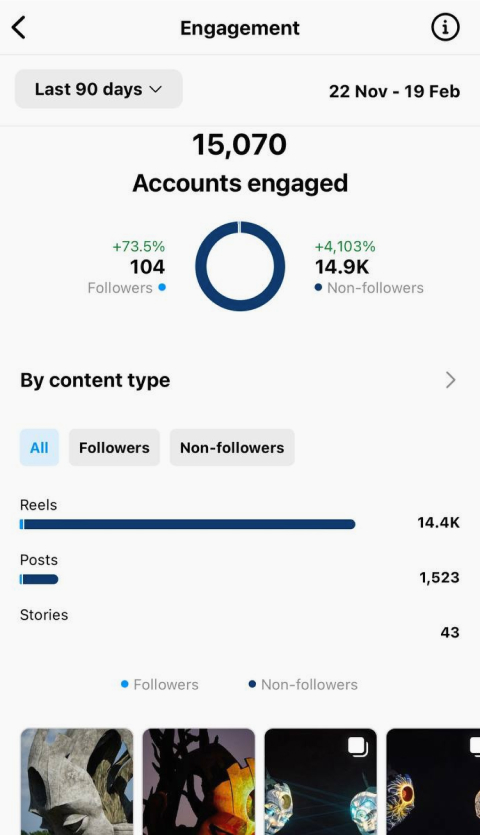 Engagement
Last 90 days
22 Nov - 19 Feb
15,070
Accounts engaged
+73.5%
104
Followers
+4,103%
14.9K
Non-followers
By content type
All Followers Non-followers
Reels
14.4K
Posts
1,523
Stories
43
Followers Non-followers